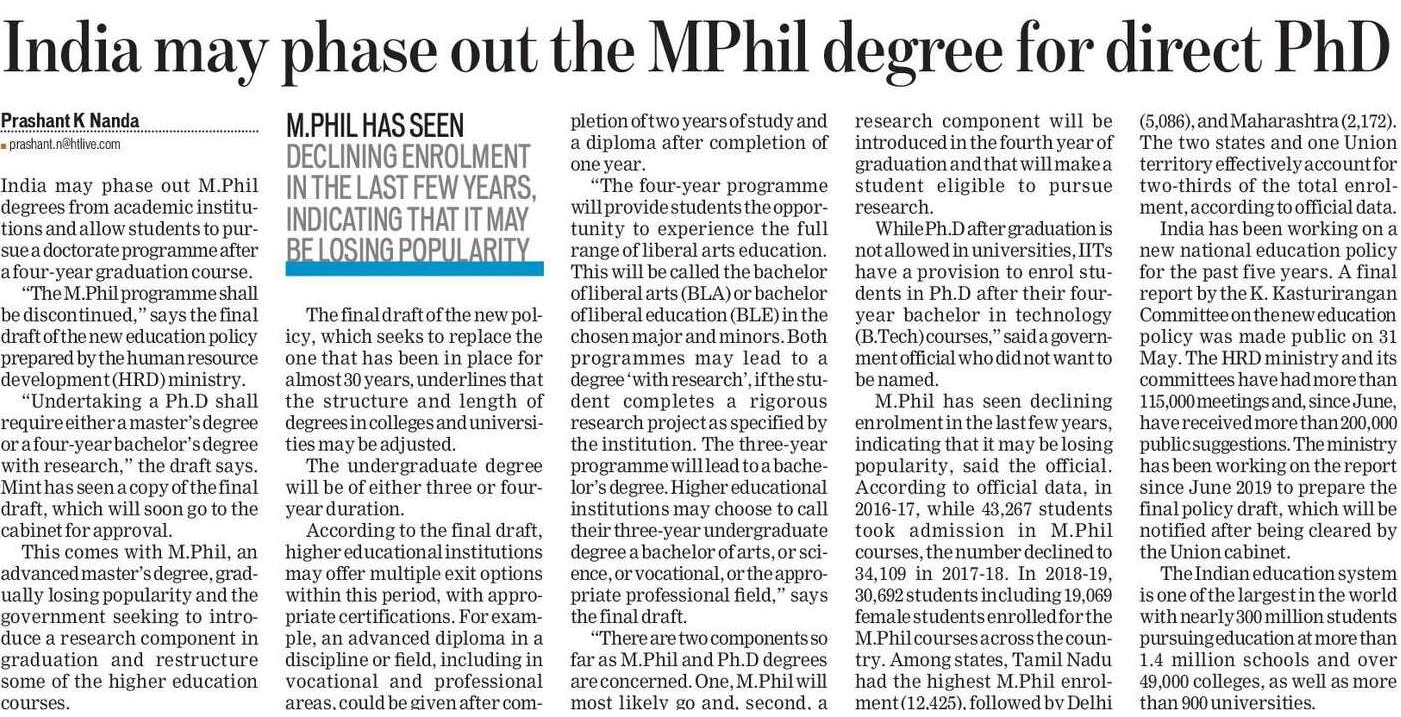 India may phase out the MPhil degree for direct PhD
Prashant K Nanda
prashant.n@htlive.com
India may phase out M.Phil
degrees from academic institu-
tions and allow students to pur-
sue a doctorate programme after
a four-year graduation course.
“The M.Phil programme shall
be discontinued,” says the final
draft of the new education policy
prepared by the human resource
development (HRD) ministry.
“Undertaking a Ph.D shall
require either a master’s degree
or a four-year bachelor’s degree
with research,” the draft says.
Mint has seen a copy of the final
draft, which will soon go to the
cabinet for approval.
This comes with M.Phil, an
advanced master’s degree, grad-
ually losing popularity and the
government seeking to intro-
duce a research component in
graduation and restructure
some of the higher education
courses.
M.PHIL HAS SEEN
DECLINING ENROLMENT
IN THE LAST FEW YEARS,
INDICATING THAT IT MAY
BE LOSING POPULARITY
The final draft of the new pol-
icy, which seeks to replace the
one that has been in place for
almost 30 years, underlines that
the structure and length of
degrees in colleges and universi-
ties may be adjusted.
The undergraduate degree
will be of either three or four-
year duration.
According to the final draft,
higher educational institutions
may offer multiple exit options
within this period, with appro-
priate certifications. For exam-
ple, an advanced diploma in a
discipline or field, including in
vocational and professional
areas, could be given after com-
pletion of two years of study and
a diploma after completion of
one year.
“The four-year programme
will provide students the oppor-
tunity to experience the full
range of liberal arts education.
This will be called the bachelor
of liberal arts (BLA) or bachelor
of liberal education (BLE) in the
chosen major and minors. Both
programmes may lead to a
degree ‘with research’, if the stu-
dent completes a rigorous
research project as specified by
the institution. The three-year
programme will lead to a bache-
lor’s degree. Higher educational
institutions may choose to call
their three-year undergraduate
degree a bachelor of arts, or sci-
ence, or vocational, or the appro-
priate professional field,” says
the final draft.
“There are two components so
far as M.Phil and Ph.D degrees
are concerned. One, M.Phil will
most likely go and, second, a
research component will be
introduced in the fourth year of
graduation and that will make a
student eligible to pursue
research.
While Ph.D after graduation is
not allowed in universities, IITs
have a provision to enrol stu-
dents in Ph.D after their four-
year bachelor in technology
(B.Tech) courses,” said a govern-
ment official who did not want to
be named.
M.Phil has seen declining
enrolment in the last few years,
indicating that it may be losing
popularity, said the official.
According to official data, in
2016-17, while 43,267 students
took admission in M.Phil
courses, the number declined to
34,109 in 2017-18. In 2018-19,
30,692 students including 19,069
female students enrolled for the
M.Phil courses across the coun-
try. Among states, Tamil Nadu
had the highest M.Phil enrol-
ment (12,425), followed by Delhi
(5,086), and Maharashtra (2,172).
The two states and one Union
territory effectively account for
two-thirds of the total enrol-
ment, according to official data.
India has been working on a
new national education policy
for the past five years. A final
report by the K. Kasturirangan
Committee on the new education
policy was made public on 31
May. The HRD ministry and its
committees have had more than
115,000 meetings and, since June,
have received more than 200,000
public suggestions. The ministry
has been working on the report
since June 2019 to prepare the
final policy draft, which will be
notified after being cleared by
the Union cabinet.
The Indian education system
is one of the largest in the world
with nearly 300 million students
pursuing education at more than
1.4 million schools and over
49,000 colleges, as well as more
than 900 universities.